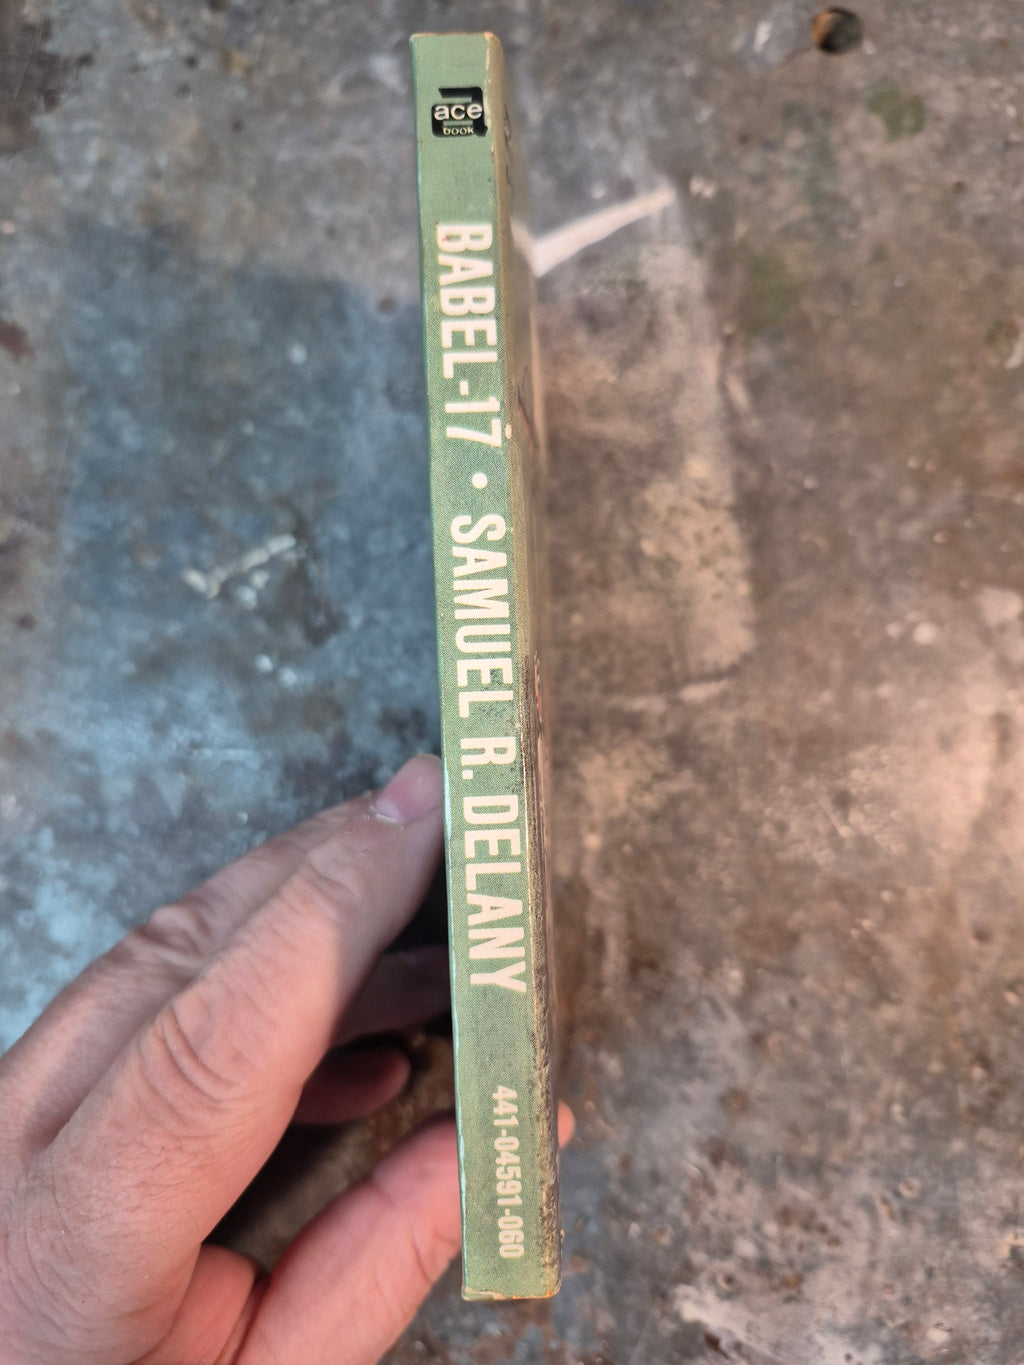 ace
book
BABEL-17 • SAMUEL R. DELANY
441-04591-060